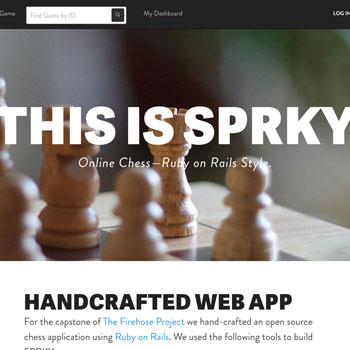 Game
Find Game by ID
My Dashboard
LOG IN
THIS IS SPRKY
Online Chess—Ruby on Rails Style.
HANDCRAFTED WEB APP
For the capstone of The Firehose Project we hand-crafted an open source
chess application using Ruby on Rails. We used the following tools to build
SPRKY